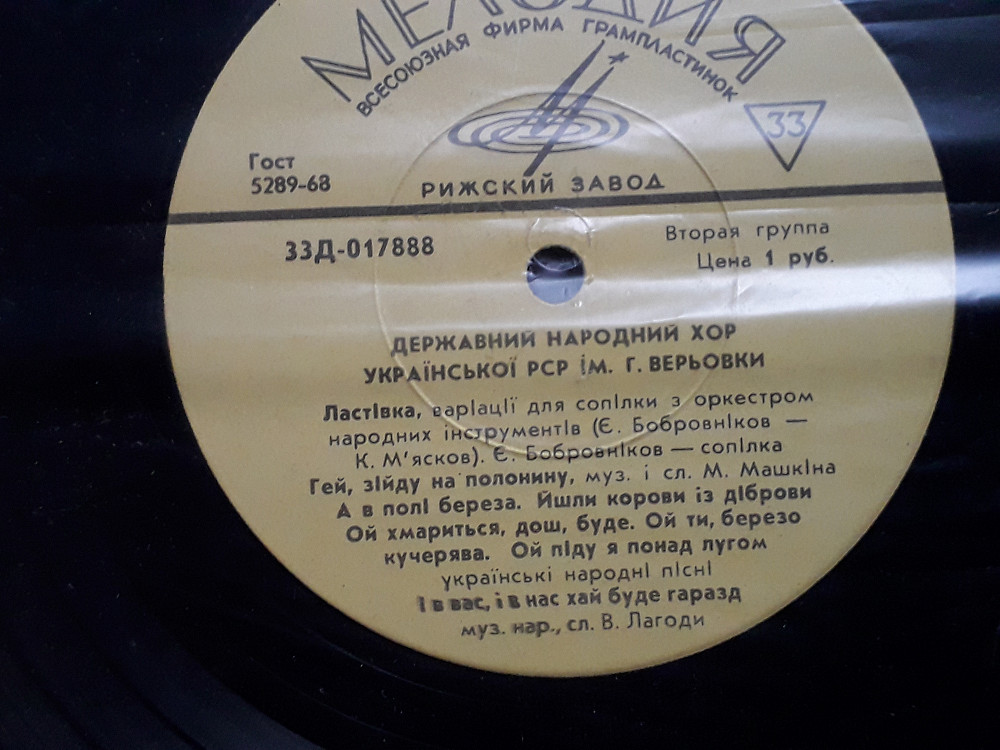 МЕЛОДИЯ
ВСЕСОЮЗНАЯ ФИРМА ГРАМПЛАСТИНОК
33
Гост
5289-68
РИЖСКИЙ ЗАВОД
33Д-017888
Вторая группа
Цена 1 руб.
ДЕРЖАВНИЙ НАРОДНИЙ ХОР
УКРАЇНСЬКОЇ РСР ІМ. Г. ВЕРЬОВКИ
Ластівка, варіації для сопілки з оркестром
народних інструментів (Є. Бобровніков —
К. М'ясков). Є. Бобровніков — сопілка
Гей, зійду на полонину, муз. і сл. М. Машкіна
А в полі береза. Йшли корови із діброви
Ой хмариться, дощ, буде. Ой ти, березо
кучерява. Ой піду я понад лугом
українські народні пісні
І в вас, і в нас хай буде гаразд
муз. нар., сл. В. Лагоди